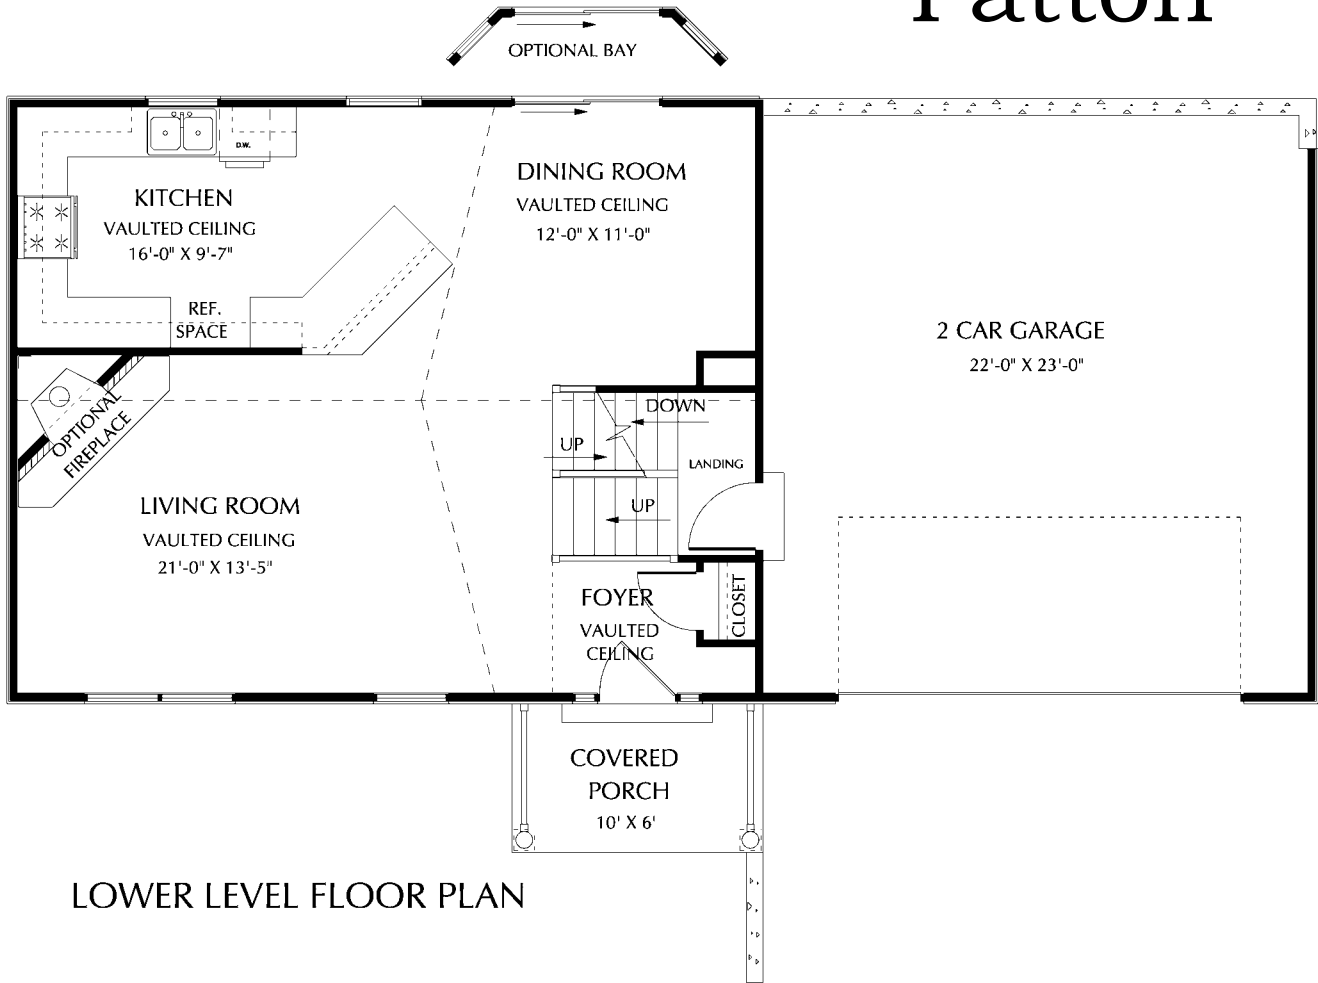 Patton
OPTIONAL BAY
D.W.
KITCHEN
VAULTED CEILING
16'-0" X 9'-7"
DINING ROOM
VAULTED CEILING
12'-0" X 11'-0"
REF.
SPACE
2 CAR GARAGE
22'-0" X 23'-0"
OPTIONAL
FIREPLACE
DOWN
UP
LANDING
UP
LIVING ROOM
VAULTED CEILING
21'-0" X 13'-5"
FOYER
VAULTED
CEILING
CLOSET
COVERED
PORCH
10' X 6'
LOWER LEVEL FLOOR PLAN